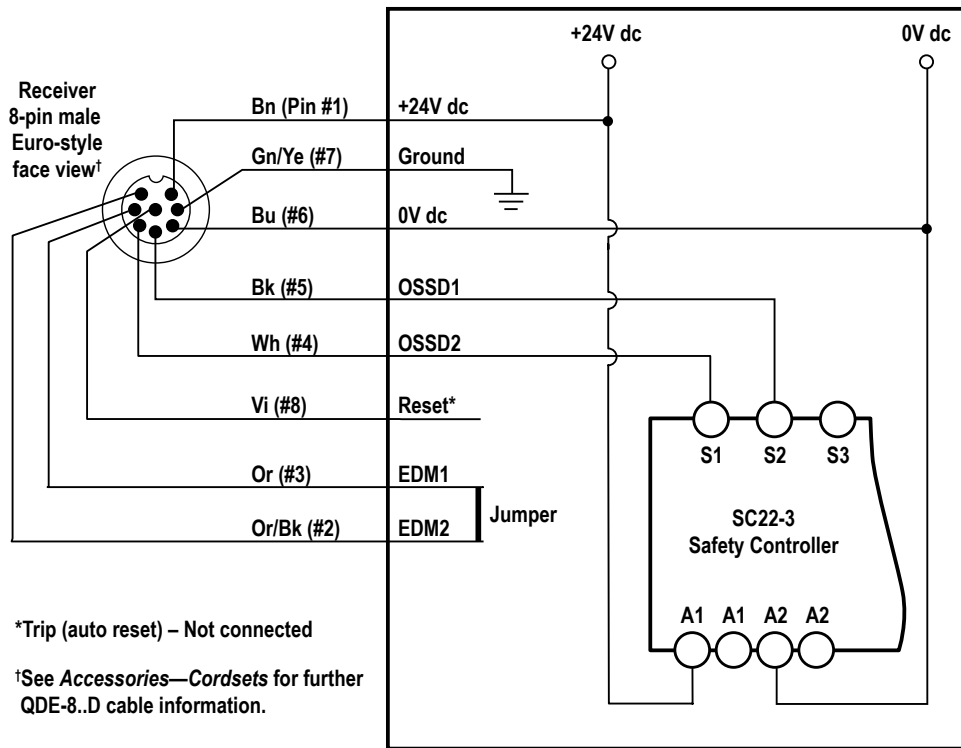 +24V dc
0V dc
Receiver
8-pin male
Euro-style
face view†
Bn (Pin #1)
+24V dc
Gn/Ye (#7)
Ground
Bu (#6)
0V dc
Bk (#5)
OSSD1
Wh (#4)
OSSD2
Vi (#8)
Reset*
Or (#3)
EDM1
Jumper
Or/Bk (#2)
EDM2
S1
S2
S3
SC22-3
Safety Controller
A1
A1
A2
A2
*Trip (auto reset) – Not connected
†See Accessories—Cordsets for further
QDE-8..D cable information.